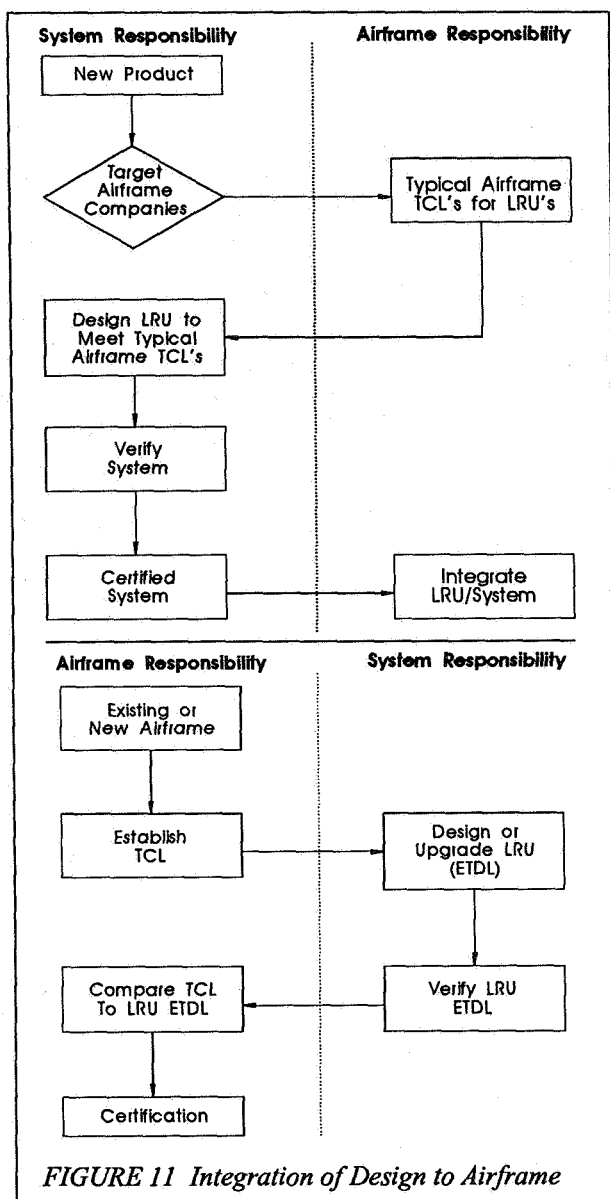 System Responsibility
Airframe Responsibility
New Product
Target
Airframe
Companies
Typical Airframe
TCL's for LRU's
Design LRU to
Meet Typical
Airframe TCL's
Verify
System
Certified
System
Integrate
LRU/System
Airframe Responsibility
System Responsibility
Existing or
New Airframe
Establish
TCL
Design or
Upgrade LRU
(ETDL)
Verify LRU
ETDL
Compare TCL
To LRU ETDL
Certification
FIGURE 11 Integration of Design to Airframe